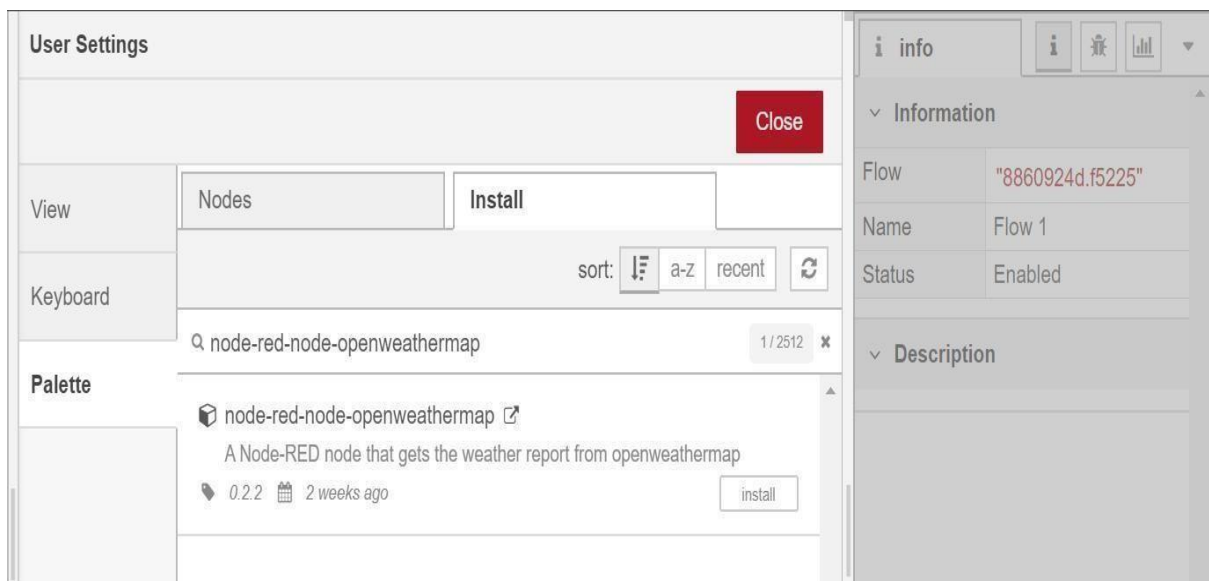 User Settings
Close
View
Keyboard
Palette
Nodes
Install
sort: a-z recent
node-red-node-openweathermap
1 / 2512
node-red-node-openweathermap
A Node-RED node that gets the weather report from openweathermap
0.2.2 2 weeks ago
install
i info
i
Information
Flow "8860924d.f5225"
Name Flow 1
Status Enabled
Description